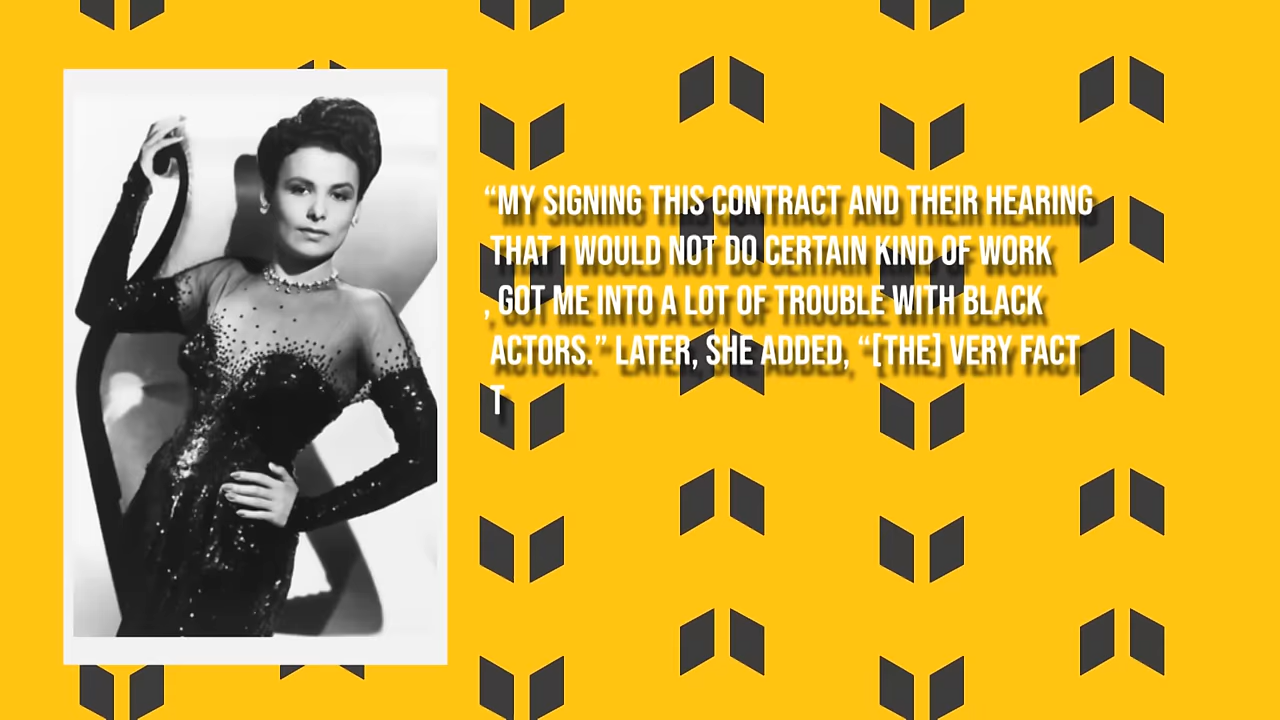 “MY SIGNING THIS CONTRACT AND THEIR HEARING
THAT I WOULD NOT DO CERTAIN KIND OF WORK
, GOT ME INTO A LOT OF TROUBLE WITH BLACK
ACTORS.” LATER, SHE ADDED, “[THE] VERY FACT
T